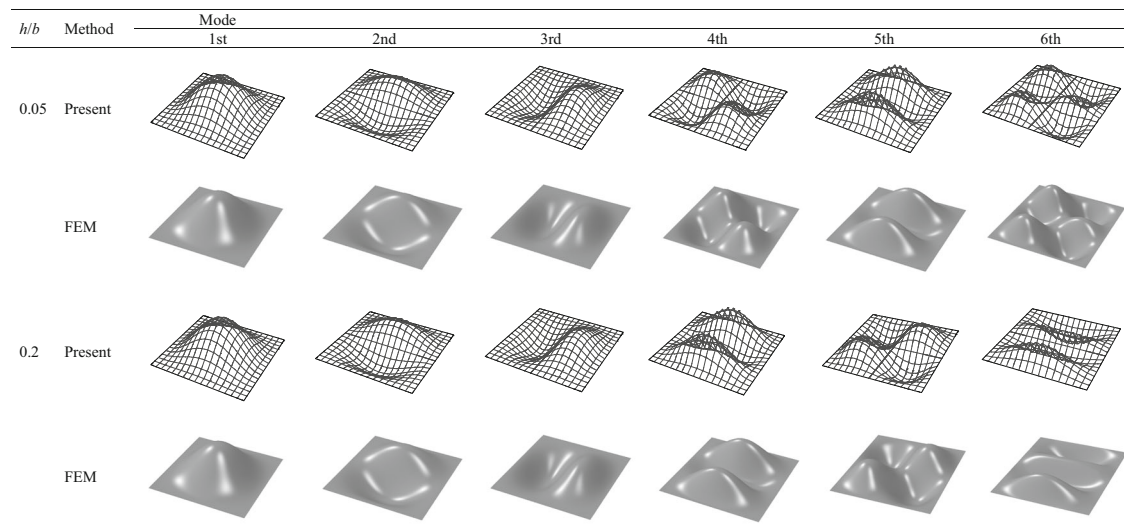 h/b Method Mode
1st 2nd 3rd 4th 5th 6th
0.05 Present
FEM
0.2 Present
FEM